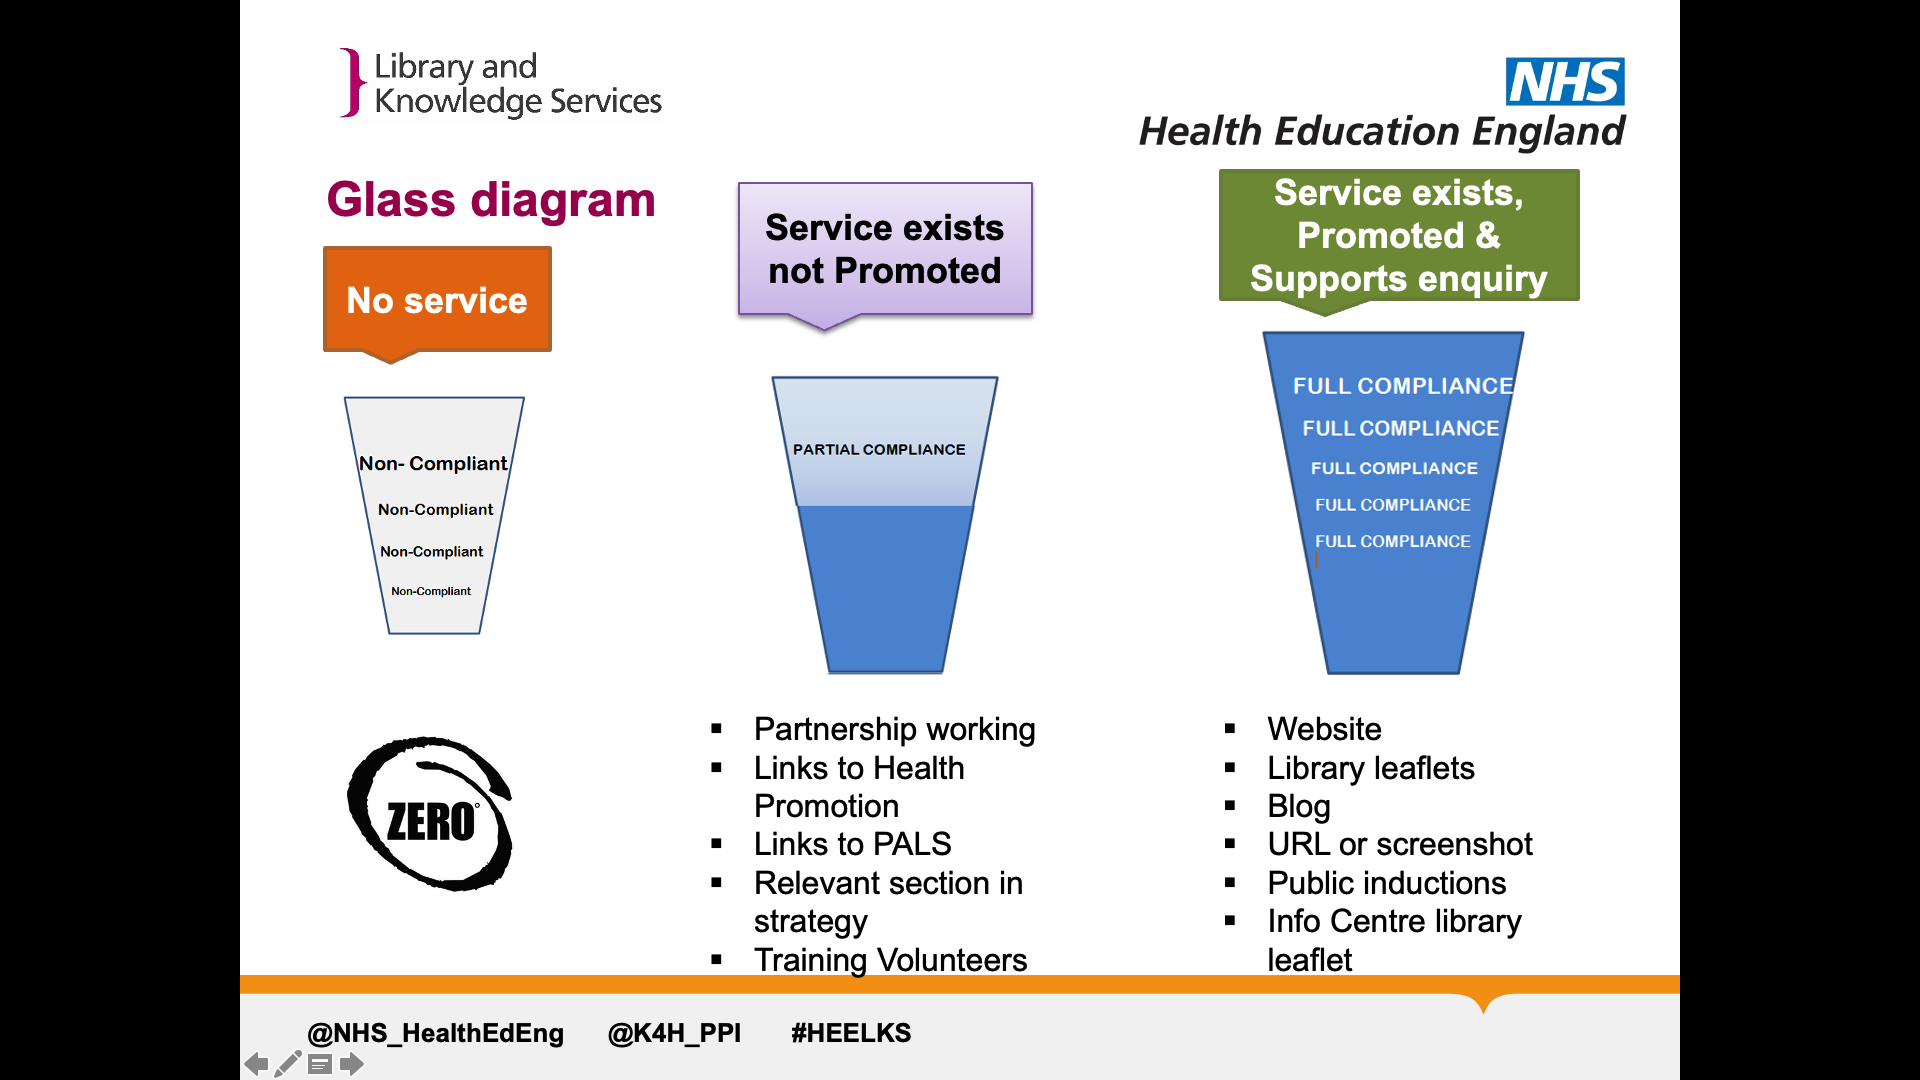 Library and
Knowledge Services
NHS
Health Education England
Glass diagram
No service
Service exists
not Promoted
Service exists,
Promoted &
Supports enquiry
Non- Compliant
Non-Compliant
Non-Compliant
Non-Compliant
PARTIAL COMPLIANCE
FULL COMPLIANCE
FULL COMPLIANCE
FULL COMPLIANCE
FULL COMPLIANCE
FULL COMPLIANCE
ZERO°
▪ Partnership working
▪ Links to Health
Promotion
▪ Links to PALS
▪ Relevant section in
strategy
▪ Training Volunteers
▪ Website
▪ Library leaflets
▪ Blog
▪ URL or screenshot
▪ Public inductions
▪ Info Centre library
leaflet
@NHS_HealthEdEng @K4H_PPI #HEELKS